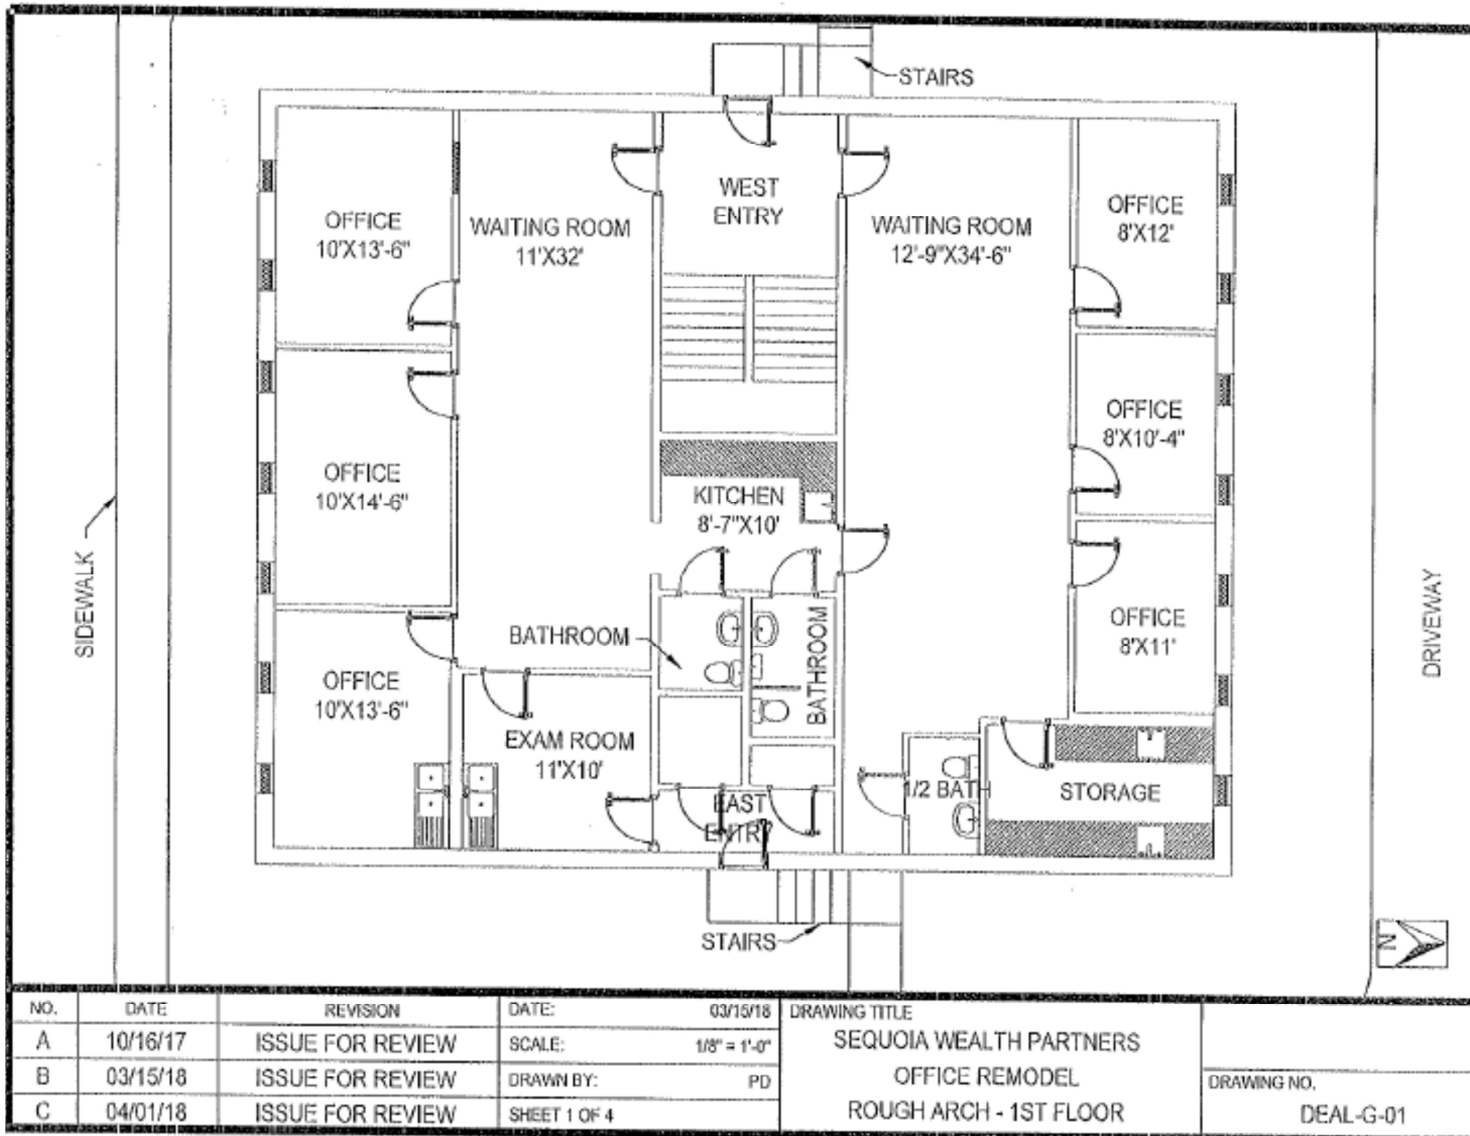 STAIRS
WEST
ENTRY
OFFICE
10'X13'-6"
WAITING ROOM
11'X32'
WAITING ROOM
12'-9"X34'-6"
OFFICE
8'X12'
OFFICE
8'X10'-4"
OFFICE
10'X14'-6"
KITCHEN
8'-7"X10'
SIDEWALK
DRIVEWAY
BATHROOM
BATHROOM
OFFICE
8'X11'
OFFICE
10'X13'-6"
EXAM ROOM
11'X10'
EAST
ENTRY
1/2 BATH
STORAGE
STAIRS
N
NO. DATE REVISION
A 10/16/17 ISSUE FOR REVIEW
B 03/15/18 ISSUE FOR REVIEW
C 04/01/18 ISSUE FOR REVIEW
DATE: 03/15/18
SCALE: 1/8" = 1'-0"
DRAWN BY: PD
SHEET 1 OF 4
DRAWING TITLE
SEQUOIA WEALTH PARTNERS
OFFICE REMODEL
ROUGH ARCH - 1ST FLOOR
DRAWING NO.
DEAL-G-01